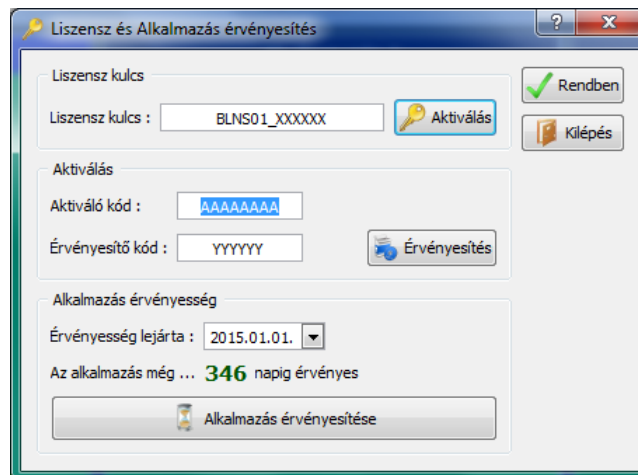 Liszensz és Alkalmazás érvényesítés
Liszensz kulcs
Liszensz kulcs : BLNS01_XXXXXX Aktiválás
Rendben
Kilépés
Aktiválás
Aktiváló kód : AAAAAAAA
Érvényesítő kód : YYYYYY Érvényesítés
Alkalmazás érvényesség
Érvényesség lejárta : 2015.01.01.
Az alkalmazás még ... 346 napig érvényes
Alkalmazás érvényesítése